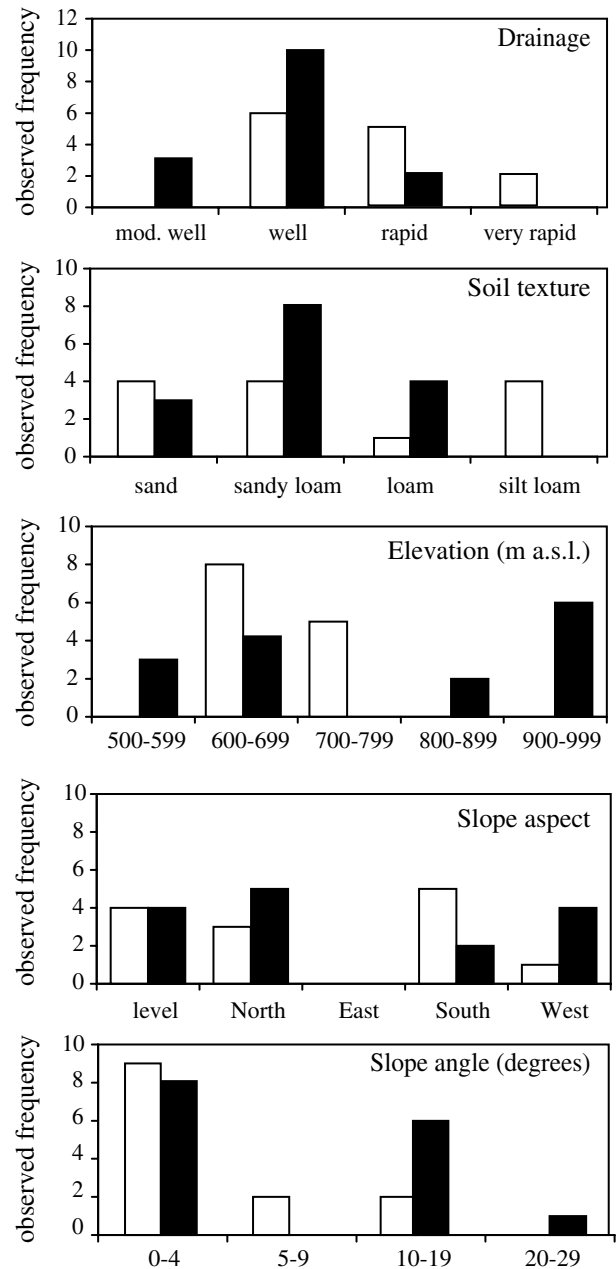 Drainage
observed frequency
12
10
8
6
4
2
0
mod. well well rapid very rapid
Soil texture
observed frequency
10
8
6
4
2
0
sand sandy loam loam silt loam
Elevation (m a.s.l.)
observed frequency
10
8
6
4
2
0
500-599 600-699 700-799 800-899 900-999
Slope aspect
observed frequency
10
8
6
4
2
0
level North East South West
Slope angle (degrees)
observed frequency
10
8
6
4
2
0
0-4 5-9 10-19 20-29